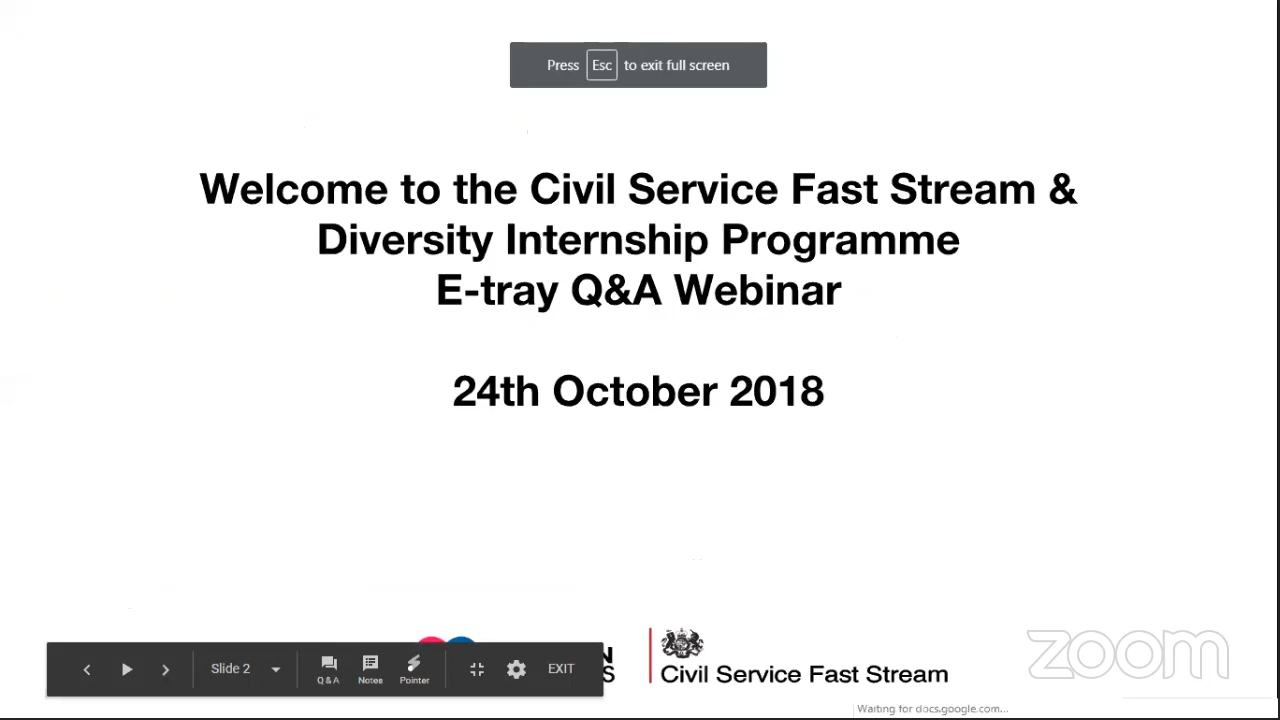 Press Esc to exit full screen
Welcome to the Civil Service Fast Stream &
Diversity Internship Programme
E-tray Q&A Webinar
24th October 2018
Slide 2
Q & A
Notes
Pointer
EXIT
Civil Service Fast Stream
zoom
Waiting for docs.google.com...